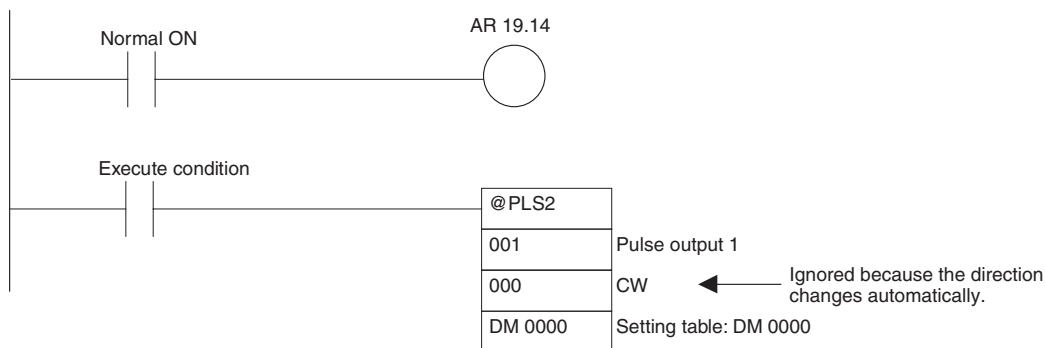 Normal ON
AR 19.14
Execute condition
@PLS2
001 Pulse output 1
000 CW Ignored because the direction
changes automatically.
DM 0000 Setting table: DM 0000